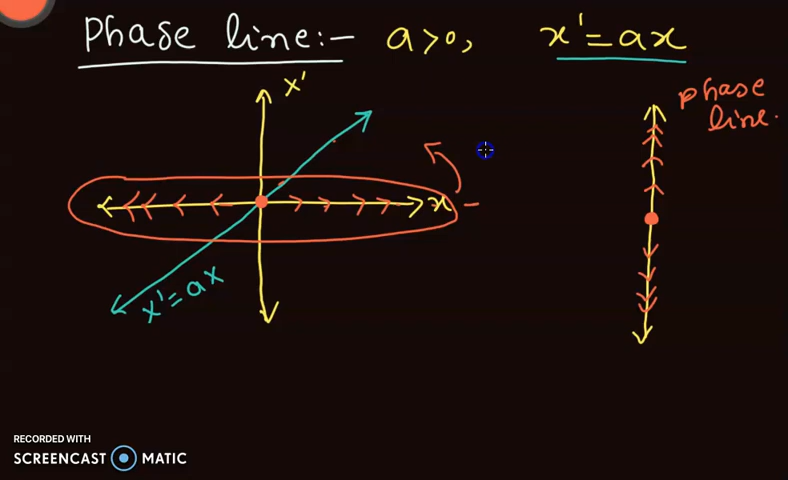 Phase line:- a>0, x'=ax
x'
phase
line.
x
x'=ax
RECORDED WITH
SCREENCAST MATIC